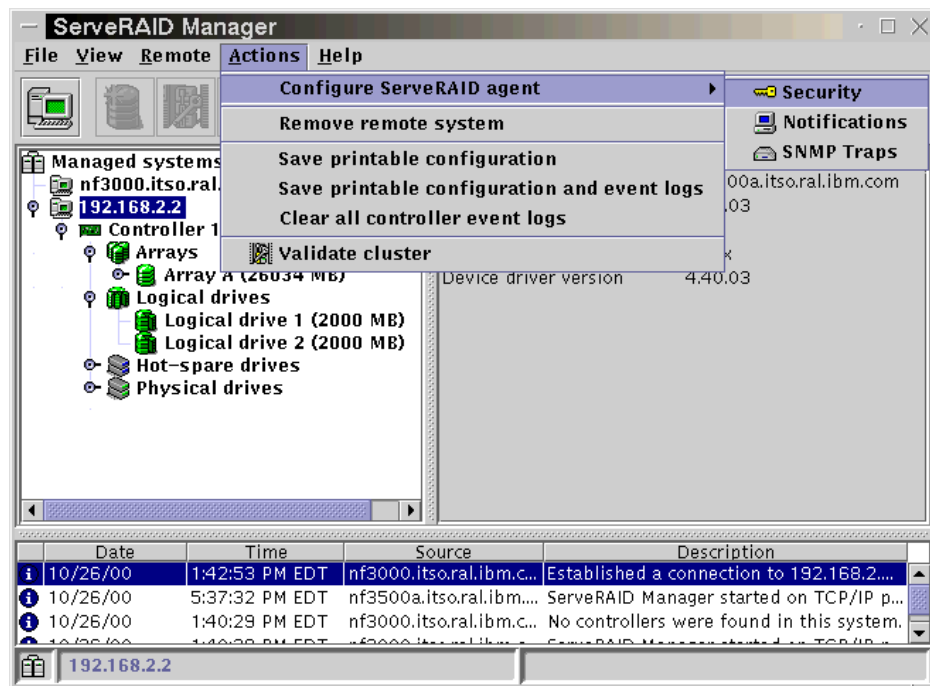 ServeRAID Manager
File View Remote Actions Help
Configure ServeRAID agent
Remove remote system
Save printable configuration
Save printable configuration and event logs
Clear all controller event logs
Validate cluster
Security
Notifications
SNMP Traps
Managed systems
nf3000.itso.ral.
192.168.2.2
Controller 1
Arrays
Array A (26034 MB)
Logical drives
Logical drive 1 (2000 MB)
Logical drive 2 (2000 MB)
Hot-spare drives
Physical drives
00a.itso.ral.ibm.com
.03
Device driver version 4.40.03
Date Time Source Description
10/26/00 1:42:53 PM EDT nf3000.itso.ral.ibm.c... Established a connection to 192.168.2....
10/26/00 5:37:32 PM EDT nf3500a.itso.ral.ibm.... ServeRAID Manager started on TCP/IP p...
10/26/00 1:40:29 PM EDT nf3000.itso.ral.ibm.c... No controllers were found in this system.
192.168.2.2